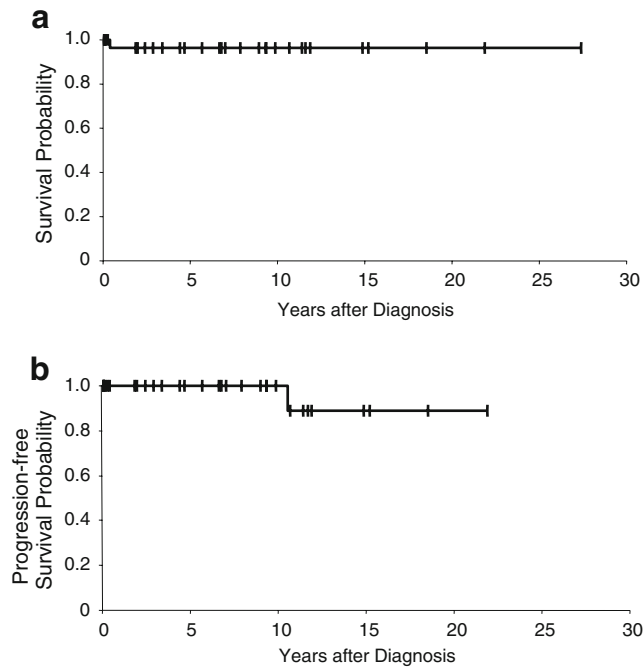 a
Survival Probability
1.0
0.8
0.6
0.4
0.2
0
0 5 10 15 20 25 30
Years after Diagnosis
b
Progression-free
Survival Probability
1.0
0.8
0.6
0.4
0.2
0
0 5 10 15 20 25 30
Years after Diagnosis